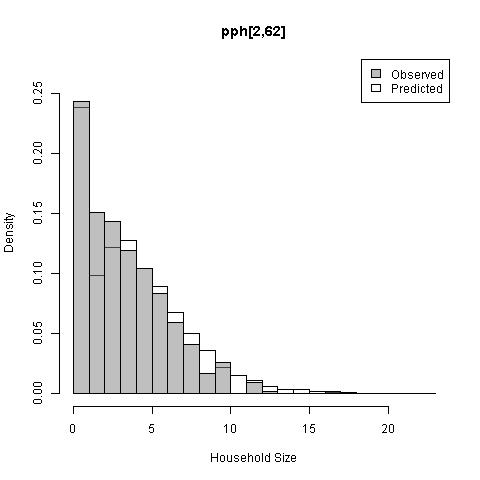 pph[2,62]
Observed
Predicted
0.25
0.20
0.15
0.10
0.05
0.00
Density
0 5 10 15 20
Household Size